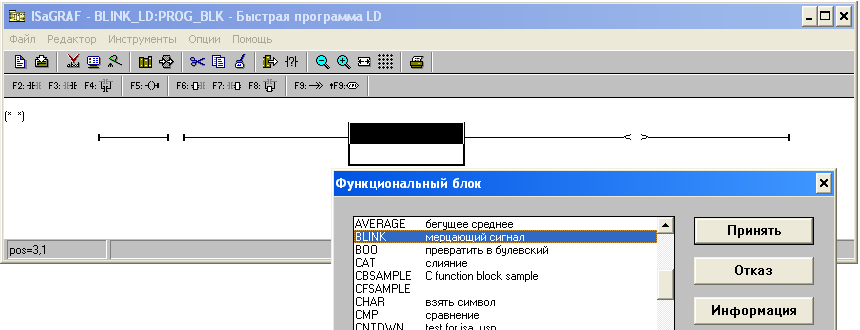 ISaGRAF - BLINK_LD:PROG_BLK - Быстрая программа LD
Файл Редактор Инструменты Опции Помощь
F2: F3: F4: F5: F6: F7: F8: F9: ↑F9:
(* *)
Функциональный блок
AVERAGE бегущее среднее
BLINK мерцающий сигнал
BOO превратить в булевский
CAT слияние
CBSAMPLE C function block sample
CFSAMPLE
CHAR взять символ
CMP сравнение
CNTDWN test for isa_usp
Принять
Отказ
Информация
pos=3,1